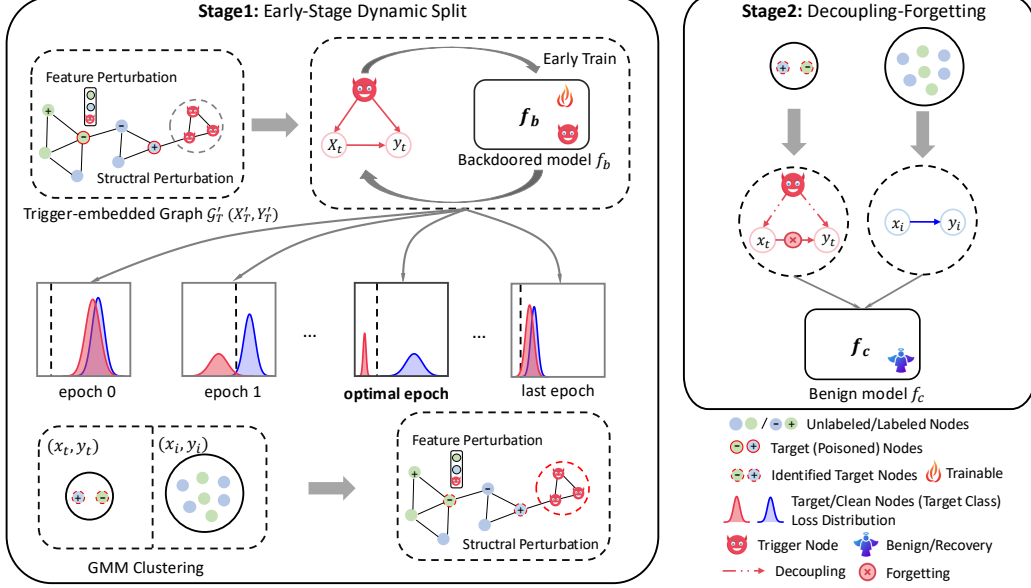 Stage1: Early-Stage Dynamic Split
Feature Perturbation
Structral Perturbation
Trigger-embedded Graph 𝒢′_T (X′_T, Y′_T)
Early Train
X_t
y_t
f_b
Backdoored model f_b
epoch 0
epoch 1
...
optimal epoch
...
last epoch
(x_t, y_t)
(x_i, y_i)
GMM Clustering
Feature Perturbation
Structral Perturbation
Stage2: Decoupling-Forgetting
x_t
y_t
x_i
y_i
f_c
Benign model f_c
/ Unlabeled/Labeled Nodes
Target (Poisoned) Nodes
Identified Target Nodes
Trainable
Target/Clean Nodes (Target Class)
Loss Distribution
Trigger Node
Benign/Recovery
Decoupling
Forgetting